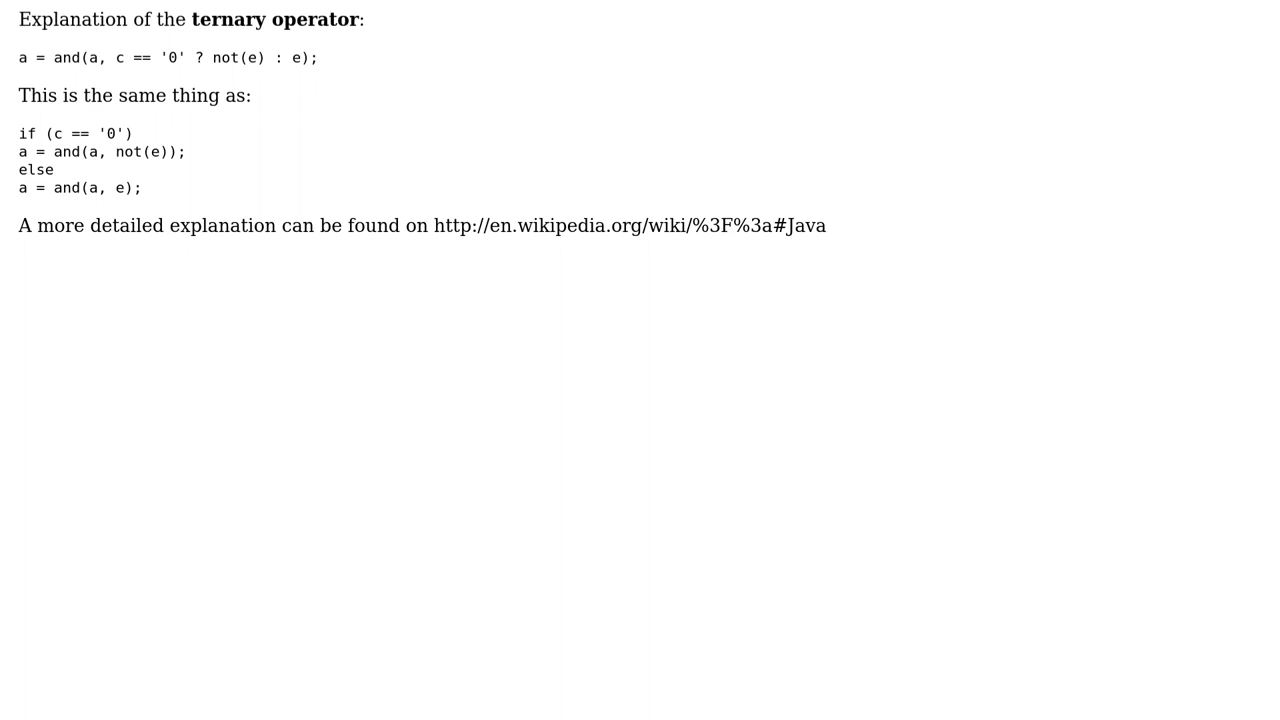 Explanation of the ternary operator:
a = and(a, c == '0' ? not(e) : e);
This is the same thing as:
if (c == '0')
a = and(a, not(e));
else
a = and(a, e);
A more detailed explanation can be found on http://en.wikipedia.org/wiki/%3F%3a#Java